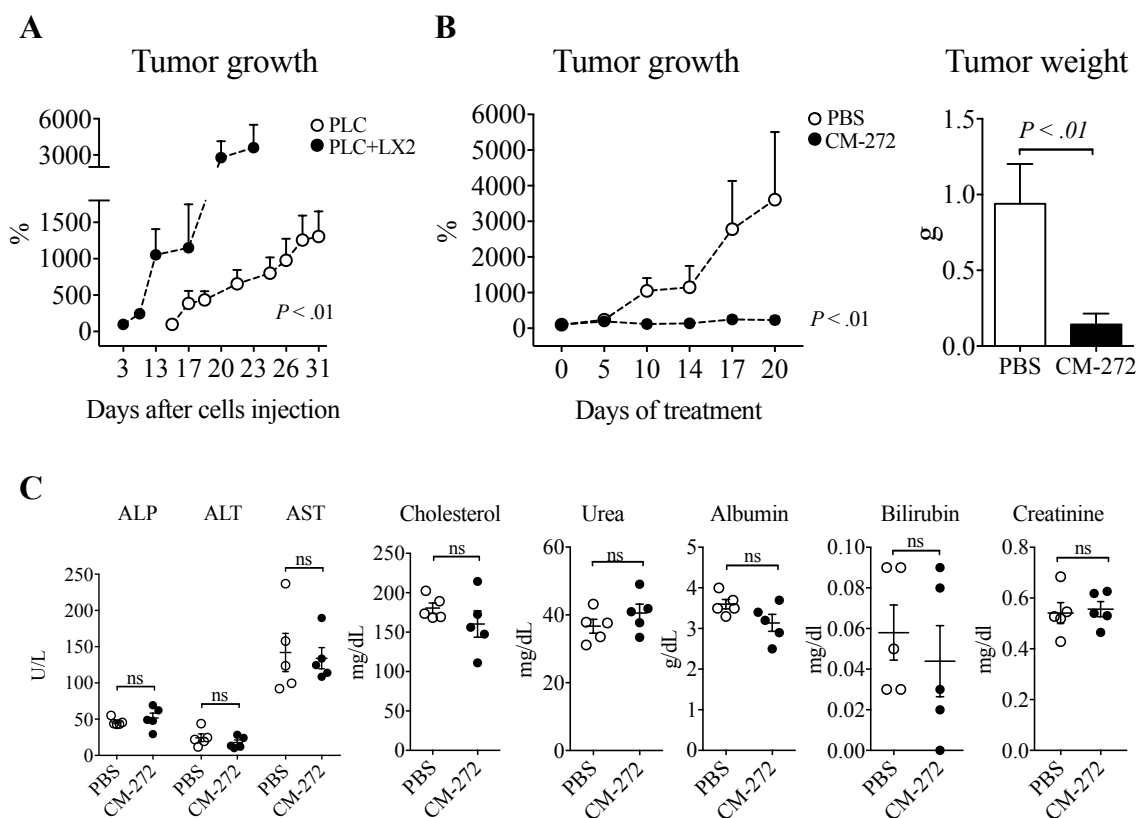 A
Tumor growth
6000
3000
1500
1000
500
0
%
PLC
PLC+LX2
P < .01
3 13 17 20 23 26 31
Days after cells injection
B
Tumor growth
6000
5000
4000
3000
2000
1000
0
%
PBS
CM-272
P < .01
0 5 10 14 17 20
Days of treatment
Tumor weight
1.5
1.0
0.5
0.0
g
P < .01
PBS CM-272
C
ALP ALT AST
250
200
150
100
50
0
U/L
ns
ns
ns
PBS
CM-272
PBS
CM-272
PBS
CM-272
Cholesterol
250
200
150
100
50
0
mg/dL
ns
PBS
CM-272
Urea
60
40
20
0
mg/dL
ns
PBS
CM-272
Albumin
5
4
3
2
1
0
g/dL
ns
PBS
CM-272
Bilirubin
0.10
0.08
0.06
0.04
0.02
0.00
mg/dl
ns
PBS
CM-272
Creatinine
0.8
0.6
0.4
0.2
0.0
mg/dl
ns
PBS
CM-272